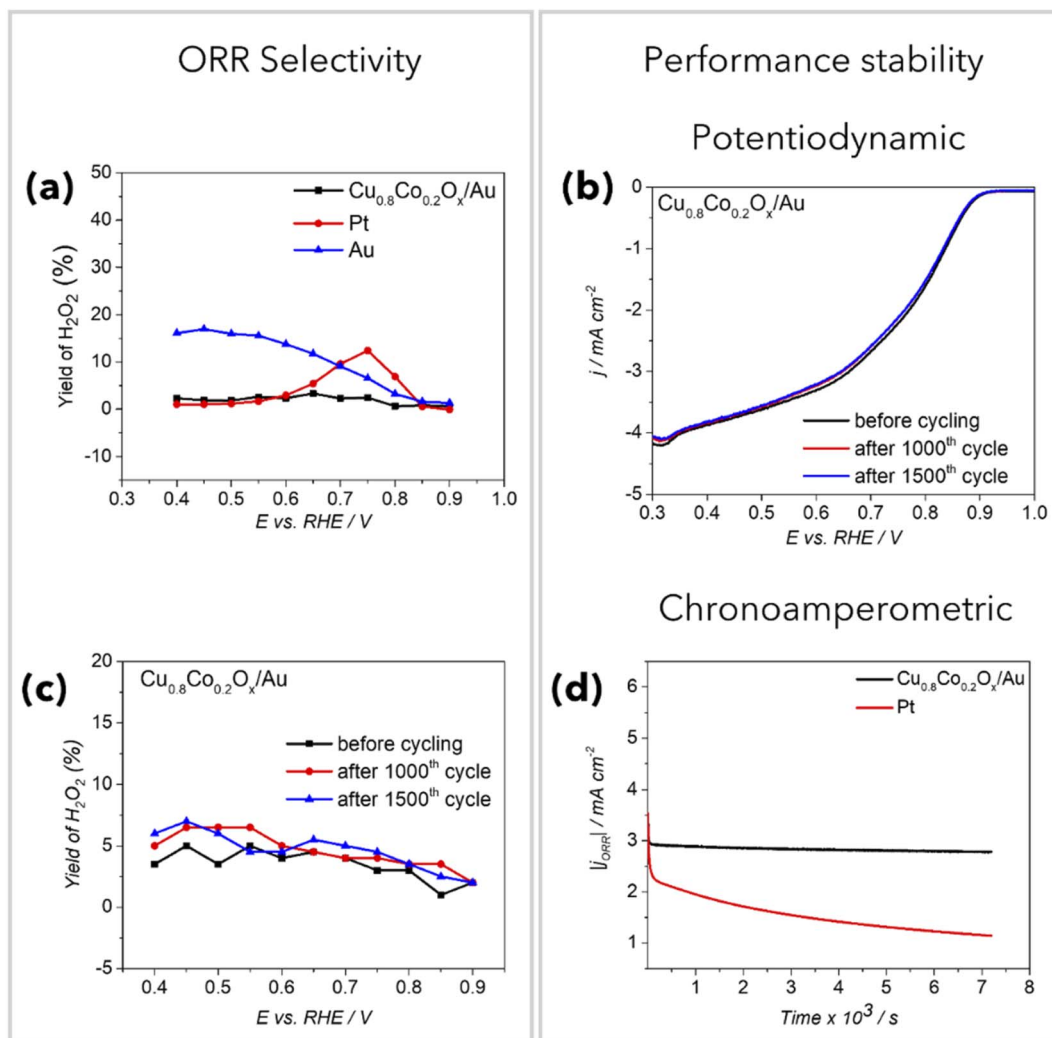 ORR Selectivity
(a)
50
40
30
20
10
0
-10
Yield of H₂O₂ (%)
Cu₀.₈Co₀.₂Oₓ/Au
Pt
Au
0.3 0.4 0.5 0.6 0.7 0.8 0.9 1.0
E vs. RHE / V
(c)
20
15
10
5
0
-5
Yield of H₂O₂ (%)
Cu₀.₈Co₀.₂Oₓ/Au
before cycling
after 1000th cycle
after 1500th cycle
0.4 0.5 0.6 0.7 0.8 0.9
E vs. RHE / V
Performance stability
Potentiodynamic
(b)
0
-1
-2
-3
-4
-5
j / mA cm⁻²
Cu₀.₈Co₀.₂Oₓ/Au
before cycling
after 1000th cycle
after 1500th cycle
0.3 0.4 0.5 0.6 0.7 0.8 0.9 1.0
E vs. RHE / V
Chronoamperometric
(d)
6
5
4
3
2
1
|j_ORR| / mA cm⁻²
Cu₀.₈Co₀.₂Oₓ/Au
Pt
1 2 3 4 5 6 7 8
Time x 10³ / s